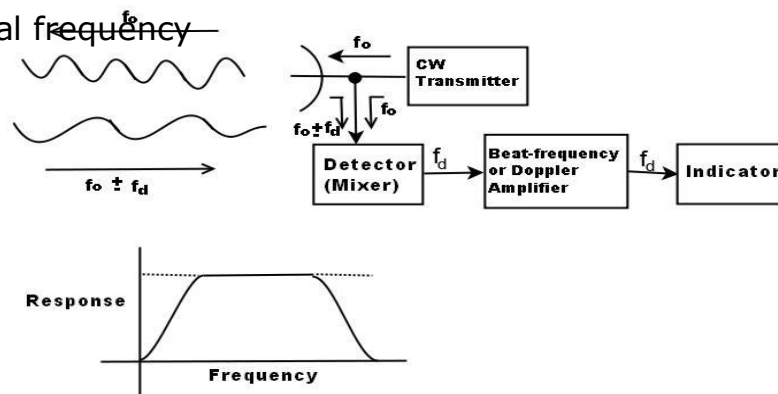 al frequency
fo
fo
CW
Transmitter
fo
fo±fd
fo ± fd
Detector
(Mixer)
fd
Beat-frequency
or Doppler
Amplifier
fd
Indicator
Response
Frequency